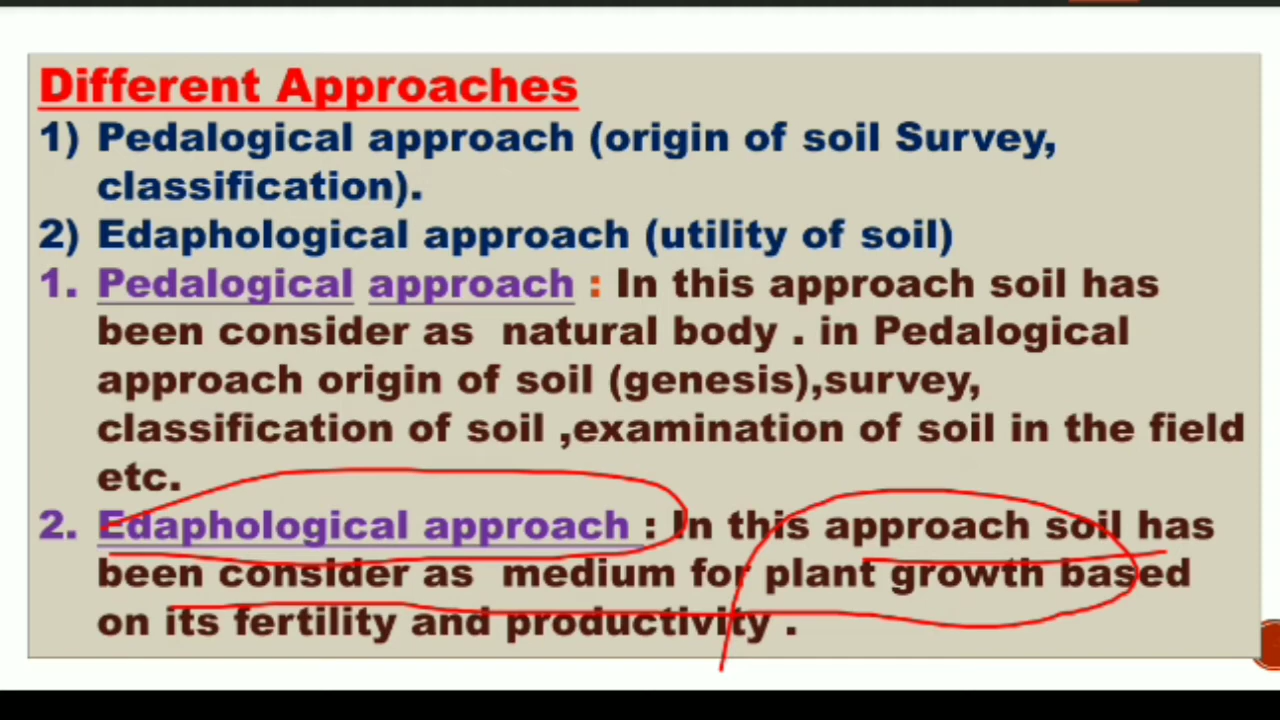 Different Approaches
1) Pedalogical approach (origin of soil Survey,
classification).
2) Edaphological approach (utility of soil)
1. Pedalogical approach : In this approach soil has
been consider as natural body . in Pedalogical
approach origin of soil (genesis),survey,
classification of soil ,examination of soil in the field
etc.
2. Edaphological approach : In this approach soil has
been consider as medium for plant growth based
on its fertility and productivity .